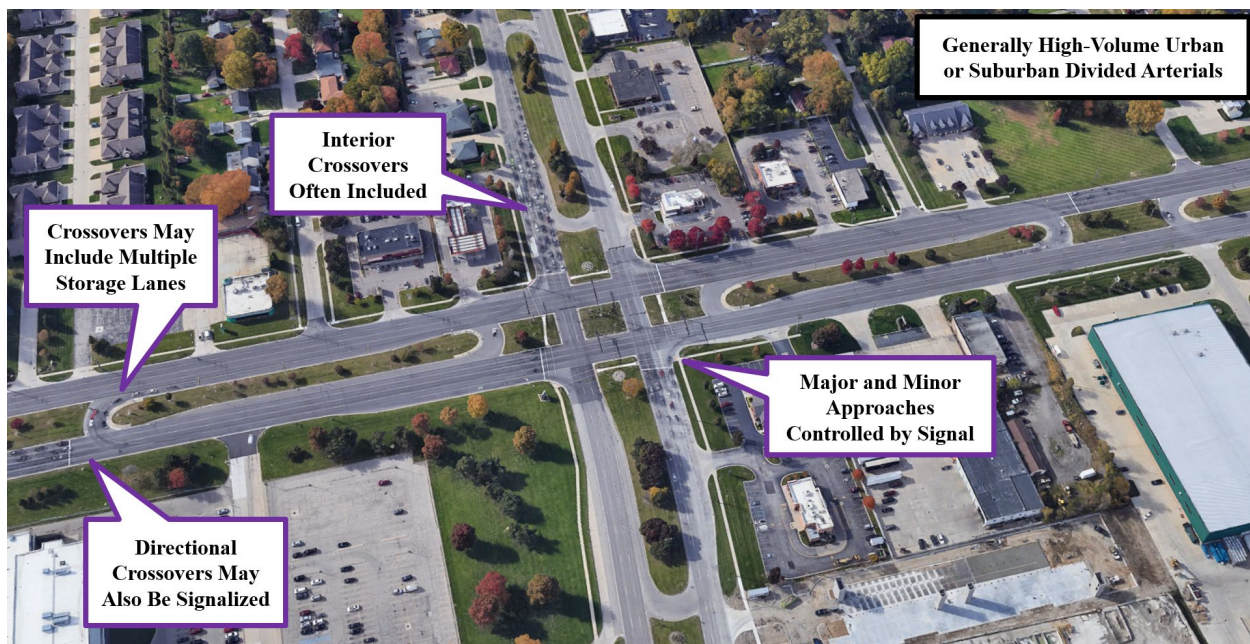 Generally High-Volume Urban
or Suburban Divided Arterials
Interior
Crossovers
Often Included
Crossovers May
Include Multiple
Storage Lanes
Major and Minor
Approaches
Controlled by Signal
Directional
Crossovers May
Also Be Signalized